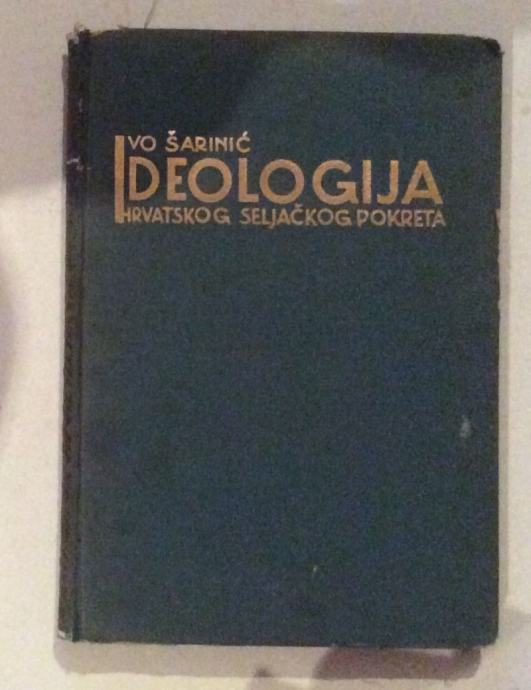 IVO ŠARINIĆ
IDEOLOGIJA
HRVATSKOG SELJAČKOG POKRETA